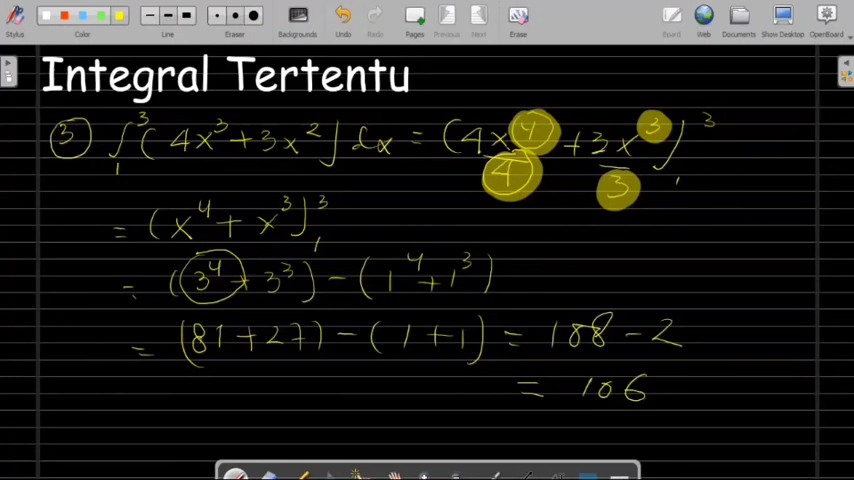 Stylus Color Line Eraser Backgrounds Undo Redo Pages Previous Next Erase Board Web Documents Show Desktop OpenBoard
Integral Tertentu
③ ∫₁³ (4x³ + 3x²) dx = (4x⁴/4 + 3x³/3)₁³
= (x⁴ + x³)₁³
= (3⁴ + 3³) - (1⁴ + 1³)
= (81 + 27) - (1 + 1) = 108 - 2
= 106